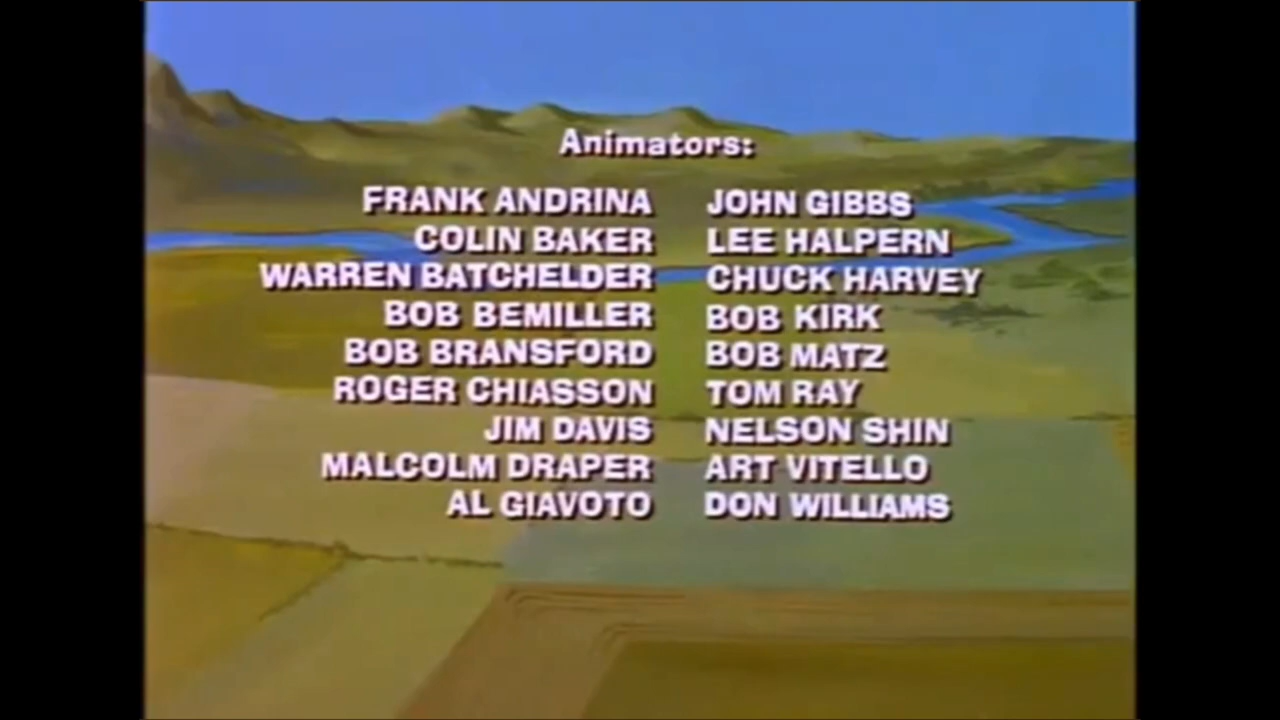 Animators:
FRANK ANDRINA JOHN GIBBS
COLIN BAKER LEE HALPERN
WARREN BATCHELDER CHUCK HARVEY
BOB BEMILLER BOB KIRK
BOB BRANSFORD BOB MATZ
ROGER CHIASSON TOM RAY
JIM DAVIS NELSON SHIN
MALCOLM DRAPER ART VITELLO
AL GIAVOTO DON WILLIAMS